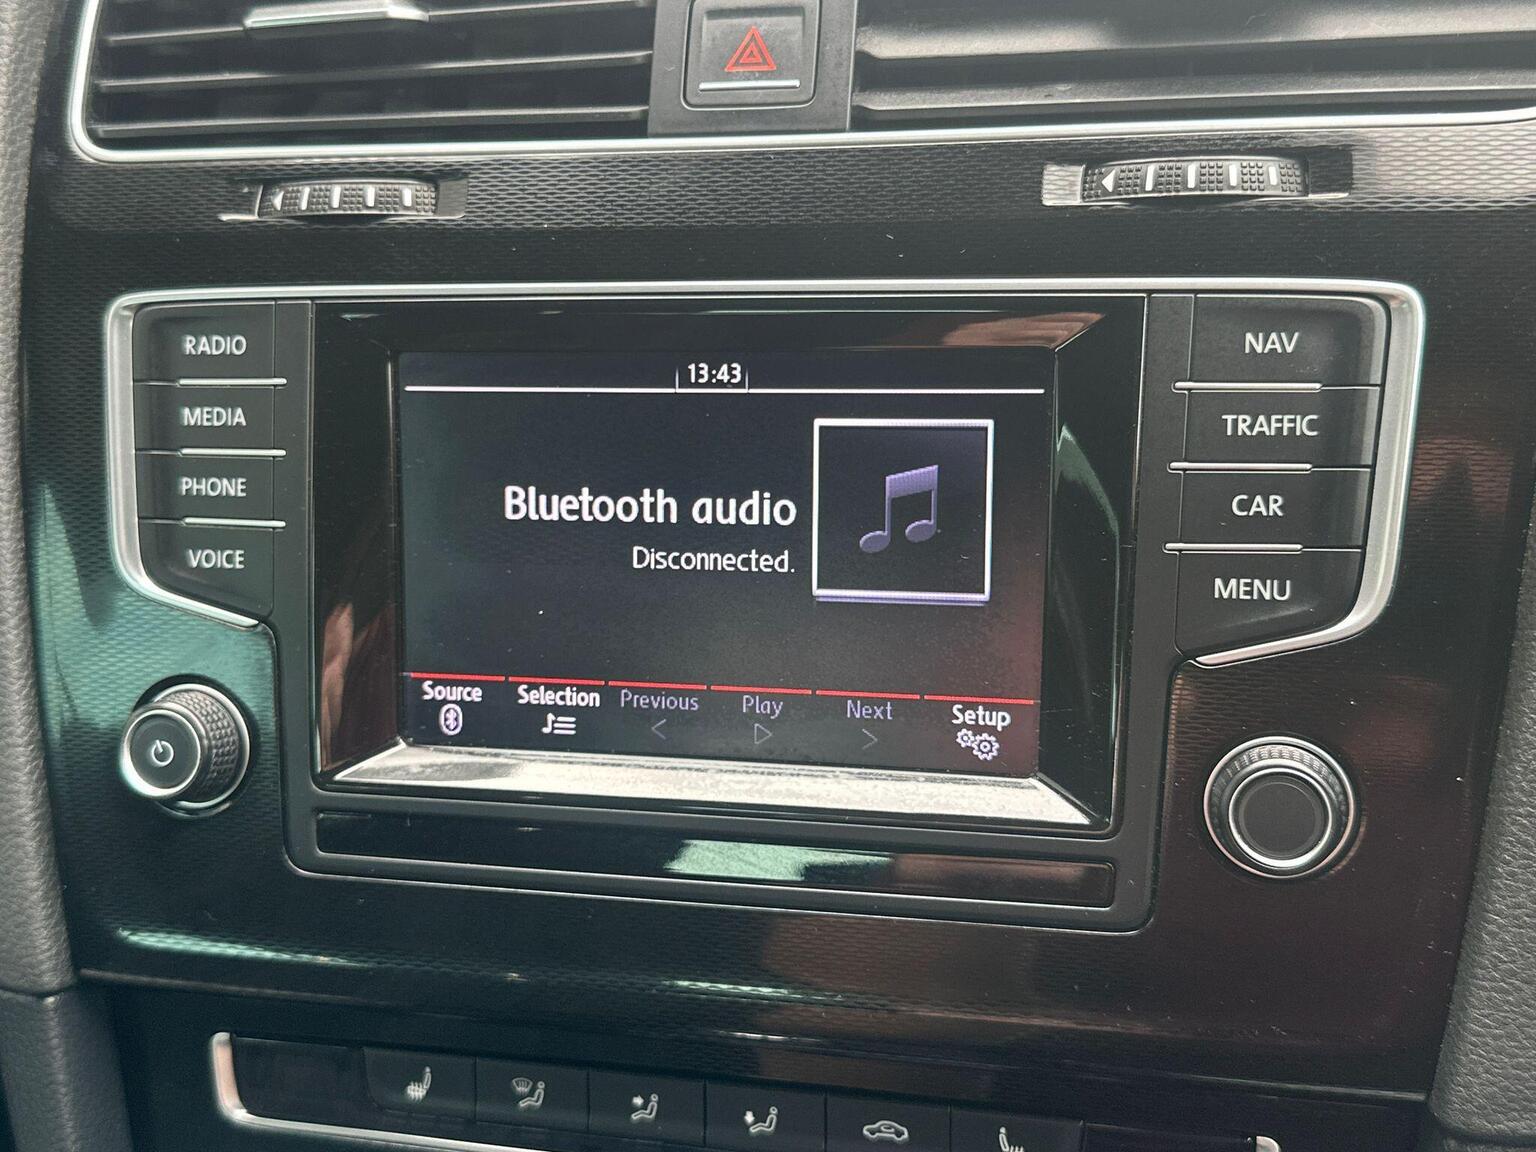 RADIO
MEDIA
PHONE
VOICE
13:43
Bluetooth audio
Disconnected.
Source
Selection
Previous
Play
Next
Setup
NAV
TRAFFIC
CAR
MENU